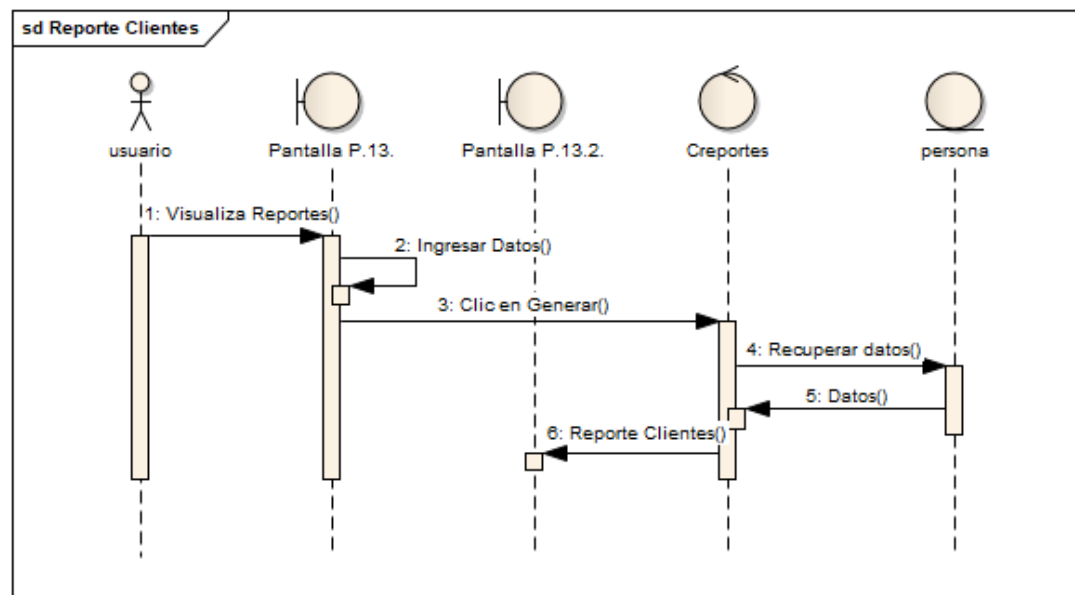 sd Reporte Clientes
usuario
Pantalla P.13.
Pantalla P.13.2.
Creportes
persona
1: Visualiza Reportes()
2: Ingresar Datos()
3: Clic en Generar()
4: Recuperar datos()
5: Datos()
6: Reporte Clientes()